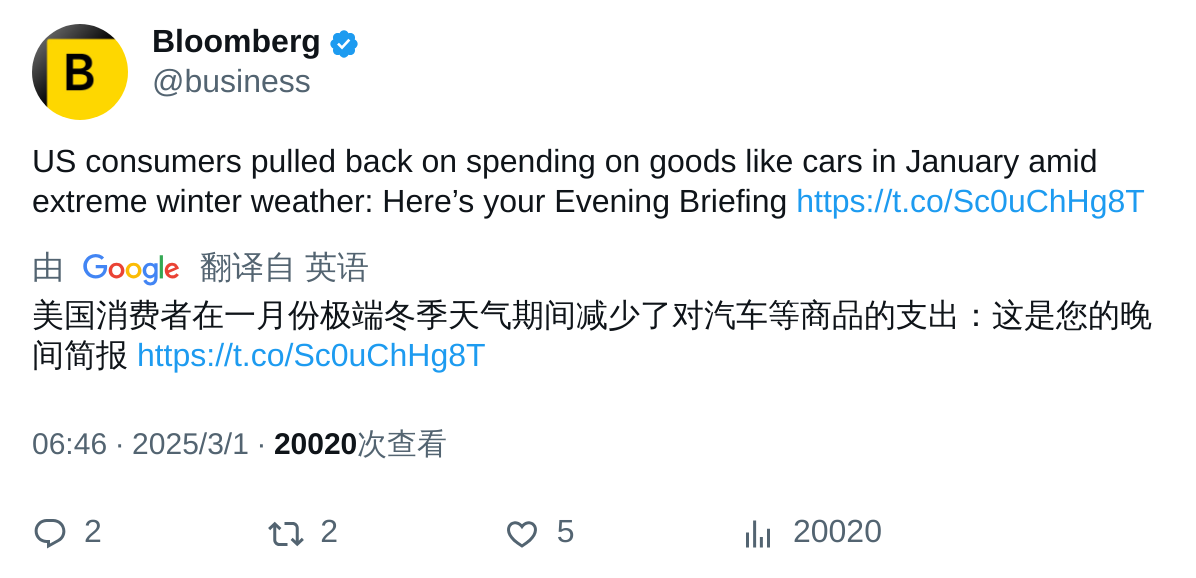 B
Bloomberg
@business
US consumers pulled back on spending on goods like cars in January amid
extreme winter weather: Here’s your Evening Briefing https://t.co/Sc0uChHg8T
由 Google 翻译自 英语
美国消费者在一月份极端冬季天气期间减少了对汽车等商品的支出：这是您的晚
间简报 https://t.co/Sc0uChHg8T
06:46 · 2025/3/1 · 20020次查看
2 2 5 20020